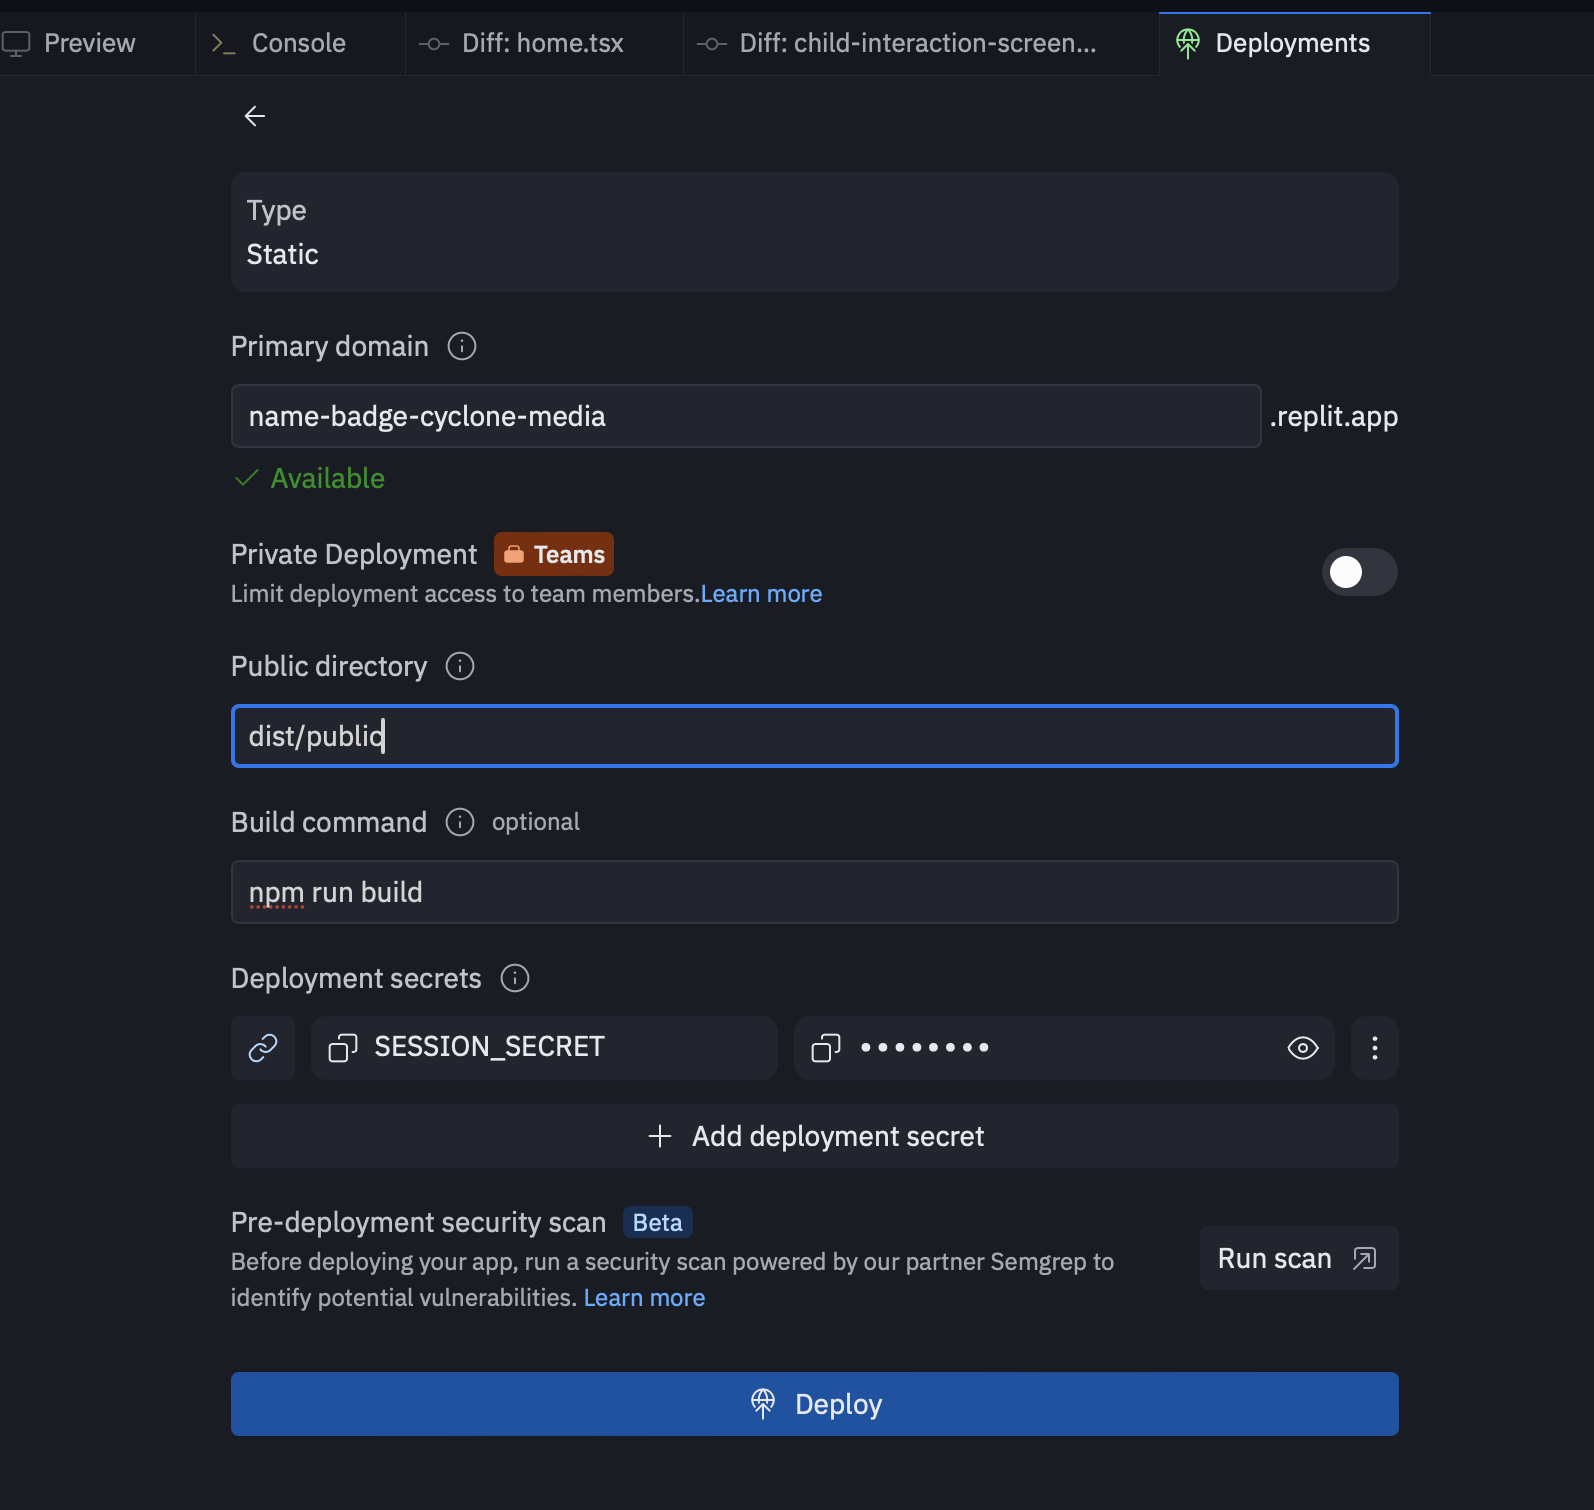 Preview
Console
Diff: home.tsx
Diff: child-interaction-screen...
Deployments
Type
Static
Primary domain
name-badge-cyclone-media
.replit.app
Available
Private Deployment
Teams
Limit deployment access to team members.Learn more
Public directory
dist/public
Build command optional
npm run build
Deployment secrets
SESSION_SECRET
••••••••
Add deployment secret
Pre-deployment security scan Beta
Before deploying your app, run a security scan powered by our partner Semgrep to
identify potential vulnerabilities. Learn more
Run scan
Deploy